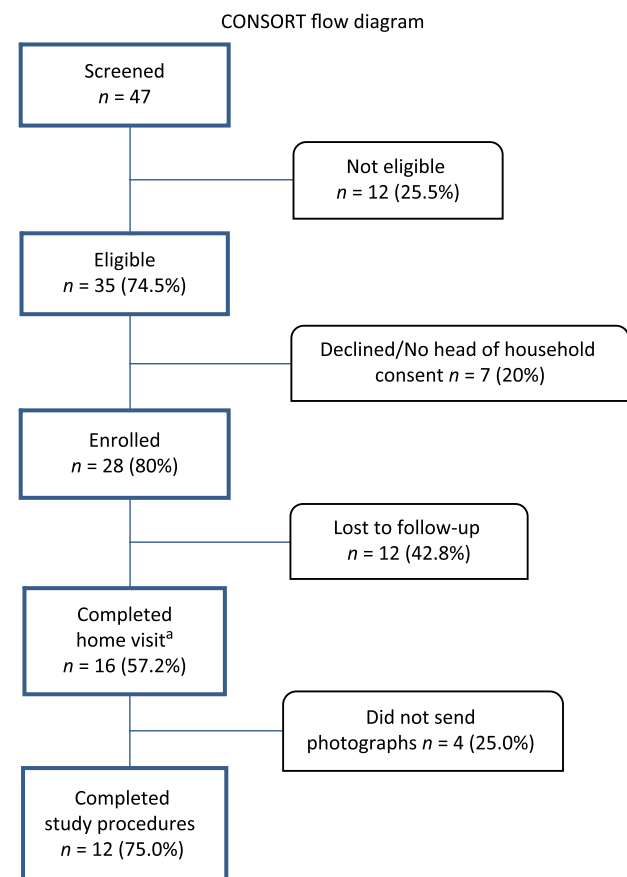 CONSORT flow diagram
Screened
n = 47
Not eligible
n = 12 (25.5%)
Eligible
n = 35 (74.5%)
Declined/No head of household
consent n = 7 (20%)
Enrolled
n = 28 (80%)
Lost to follow-up
n = 12 (42.8%)
Completed
home visitᵃ
n = 16 (57.2%)
Did not send
photographs n = 4 (25.0%)
Completed
study procedures
n = 12 (75.0%)